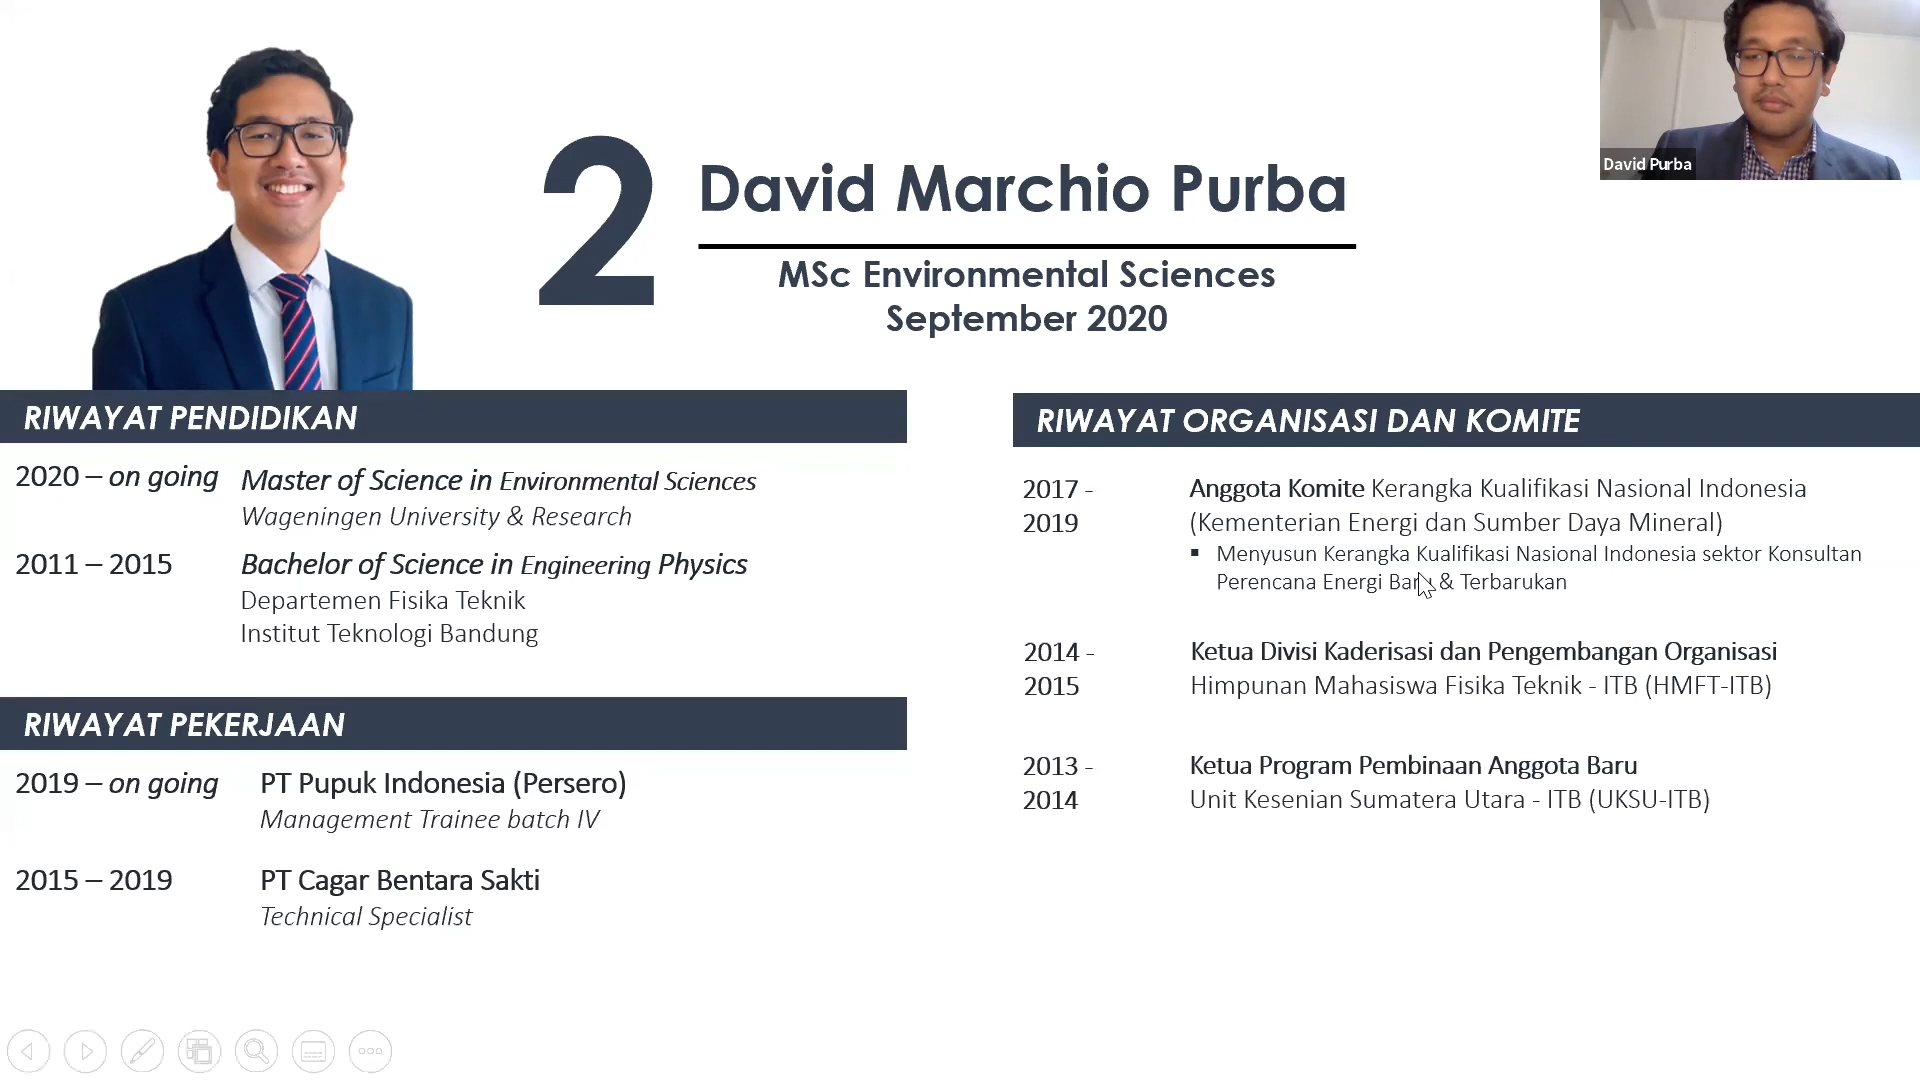 David Purba
2
David Marchio Purba
MSc Environmental Sciences
September 2020
RIWAYAT PENDIDIKAN
2020 – on going Master of Science in Environmental Sciences
Wageningen University & Research
2011 – 2015 Bachelor of Science in Engineering Physics
Departemen Fisika Teknik
Institut Teknologi Bandung
RIWAYAT PEKERJAAN
2019 – on going PT Pupuk Indonesia (Persero)
Management Trainee batch IV
2015 – 2019 PT Cagar Bentara Sakti
Technical Specialist
RIWAYAT ORGANISASI DAN KOMITE
2017 - Anggota Komite Kerangka Kualifikasi Nasional Indonesia
2019 (Kementerian Energi dan Sumber Daya Mineral)
▪ Menyusun Kerangka Kualifikasi Nasional Indonesia sektor Konsultan
Perencana Energi Baru & Terbarukan
2014 - Ketua Divisi Kaderisasi dan Pengembangan Organisasi
2015 Himpunan Mahasiswa Fisika Teknik - ITB (HMFT-ITB)
2013 - Ketua Program Pembinaan Anggota Baru
2014 Unit Kesenian Sumatera Utara - ITB (UKSU-ITB)